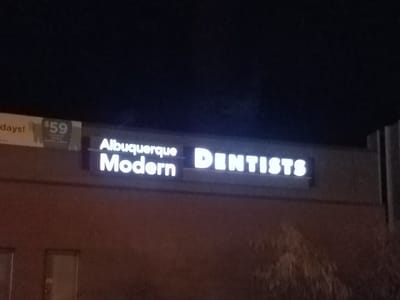 days!
$59
Albuquerque
Modern
DENTISTS